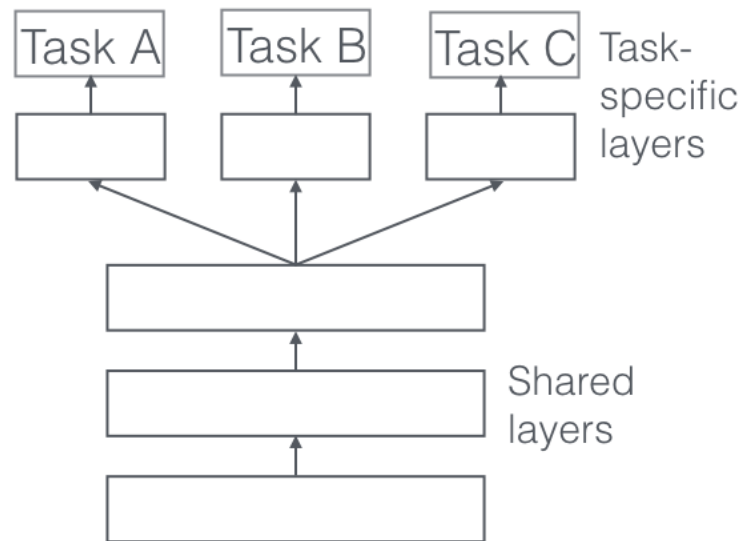 Task A
Task B
Task C
Task-
specific
layers
Shared
layers